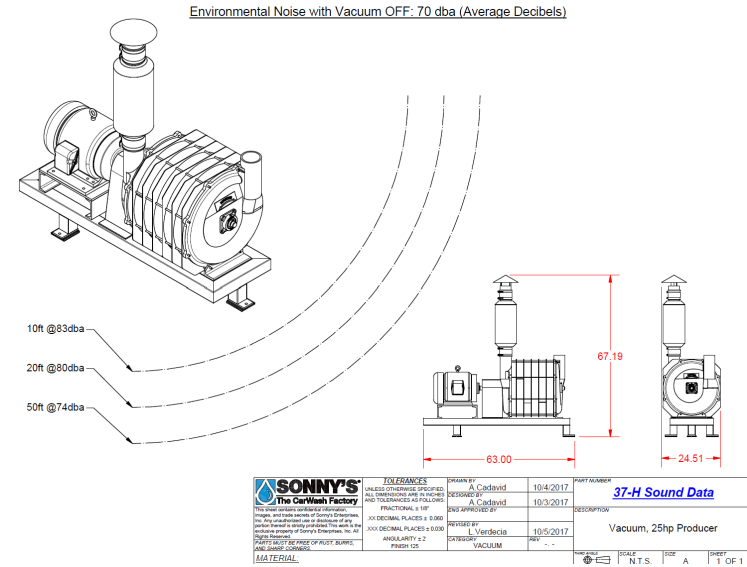 Environmental Noise with Vacuum OFF: 70 dba (Average Decibels)
10ft @83dba
20ft @80dba
50ft @74dba
67.19
63.00
24.51
SONNY'S
The CarWash Factory
This sheet contains confidential information,
images, and trade secrets of Sonny's Enterprises,
Inc. Any unauthorized use or disclosure of any
portion thereof is strictly prohibited.This work is the
exclusive property of Sonny's Enterprises, Inc. All
Rights Reserved.
PARTS MUST BE FREE OF RUST, BURRS,
AND SHARP CORNERS.
MATERIAL:
TOLERANCES
UNLESS OTHERWISE SPECIFIED.
ALL DIMENSIONS ARE IN INCHES
AND TOLERANCES AS FOLLOWS:
FRACTIONAL ± 1/8"
.XX DECIMAL PLACES ± 0.060
.XXX DECIMAL PLACES ± 0.030
ANGULARITY ± 2
FINISH 125
DRAWN BY
A.Cadavid 10/4/2017
DESIGNED BY
A.Cadavid 10/3/2017
ENG APPROVED BY
REVISED BY
L.Verdecia 10/5/2017
CATEGORY
VACUUM
REV
-. -
PART NUMBER
37-H Sound Data
DESCRIPTION
Vacuum, 25hp Producer
THIRD ANGLE
SCALE
N.T.S.
SIZE
A
SHEET
1 OF 1